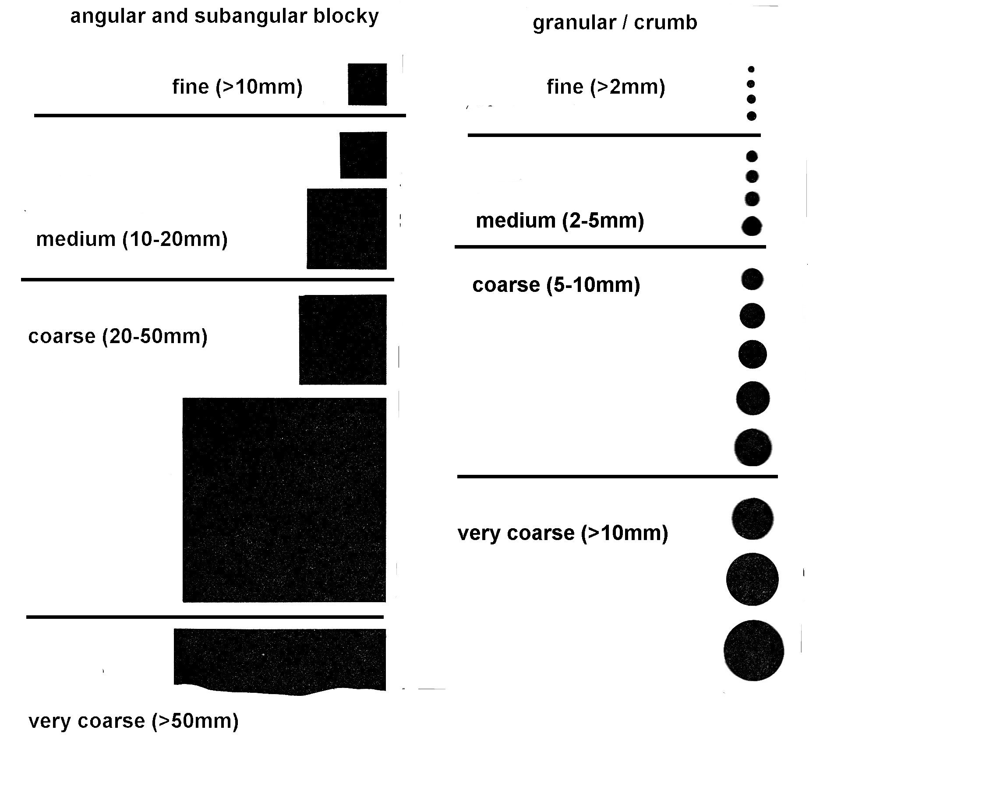 angular and subangular blocky
fine (>10mm)
medium (10-20mm)
coarse (20-50mm)
very coarse (>50mm)
granular / crumb
fine (>2mm)
medium (2-5mm)
coarse (5-10mm)
very coarse (>10mm)